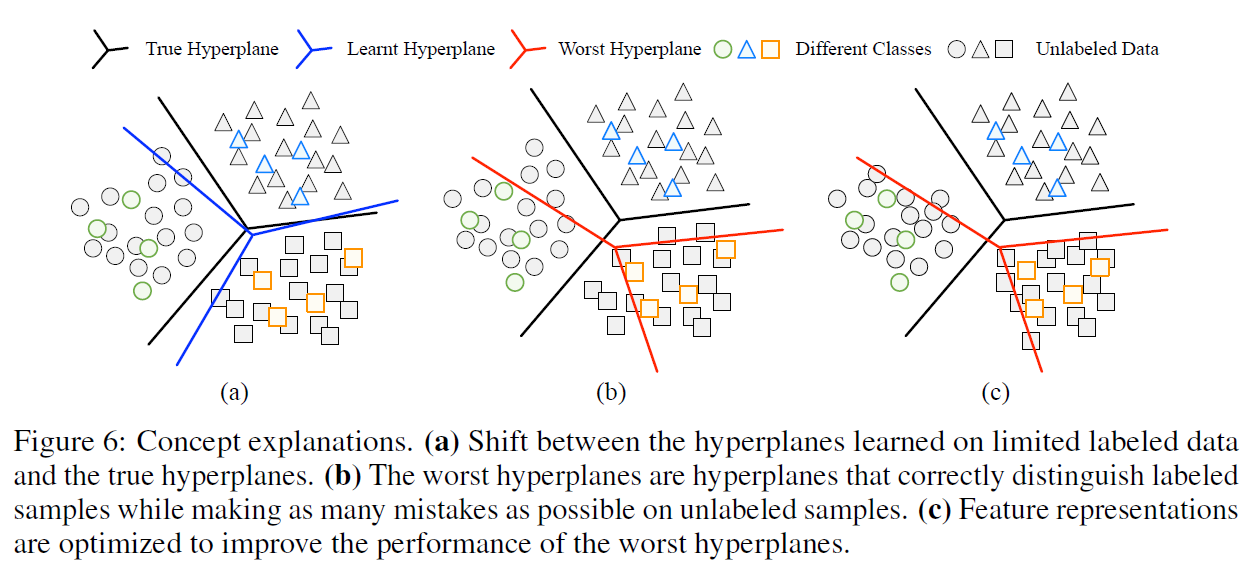 True Hyperplane Learnt Hyperplane Worst Hyperplane Different Classes Unlabeled Data
(a) (b) (c)
Figure 6: Concept explanations. (a) Shift between the hyperplanes learned on limited labeled data
and the true hyperplanes. (b) The worst hyperplanes are hyperplanes that correctly distinguish labeled
samples while making as many mistakes as possible on unlabeled samples. (c) Feature representations
are optimized to improve the performance of the worst hyperplanes.